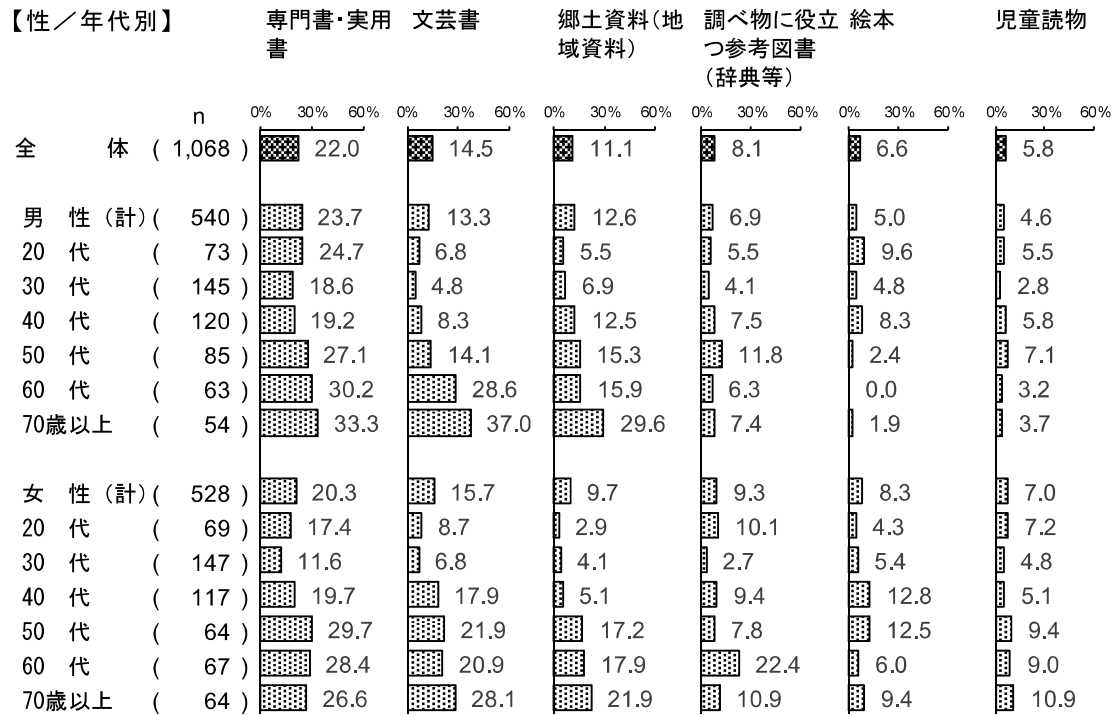 【性／年代別】 専門書・実用書 文芸書 郷土資料（地域資料） 調べ物に役立つ参考図書（辞典等） 絵本 児童読物
n 0% 30% 60% 0% 30% 60% 0% 30% 60% 0% 30% 60% 0% 30% 60% 0% 30% 60%
全 体 ( 1,068 ) 22.0 14.5 11.1 8.1 6.6 5.8
男 性（計）( 540 ) 23.7 13.3 12.6 6.9 5.0 4.6
20 代 ( 73 ) 24.7 6.8 5.5 5.5 9.6 5.5
30 代 ( 145 ) 18.6 4.8 6.9 4.1 4.8 2.8
40 代 ( 120 ) 19.2 8.3 12.5 7.5 8.3 5.8
50 代 ( 85 ) 27.1 14.1 15.3 11.8 2.4 7.1
60 代 ( 63 ) 30.2 28.6 15.9 6.3 0.0 3.2
70歳以上 ( 54 ) 33.3 37.0 29.6 7.4 1.9 3.7
女 性（計）( 528 ) 20.3 15.7 9.7 9.3 8.3 7.0
20 代 ( 69 ) 17.4 8.7 2.9 10.1 4.3 7.2
30 代 ( 147 ) 11.6 6.8 4.1 2.7 5.4 4.8
40 代 ( 117 ) 19.7 17.9 5.1 9.4 12.8 5.1
50 代 ( 64 ) 29.7 21.9 17.2 7.8 12.5 9.4
60 代 ( 67 ) 28.4 20.9 17.9 22.4 6.0 9.0
70歳以上 ( 64 ) 26.6 28.1 21.9 10.9 9.4 10.9